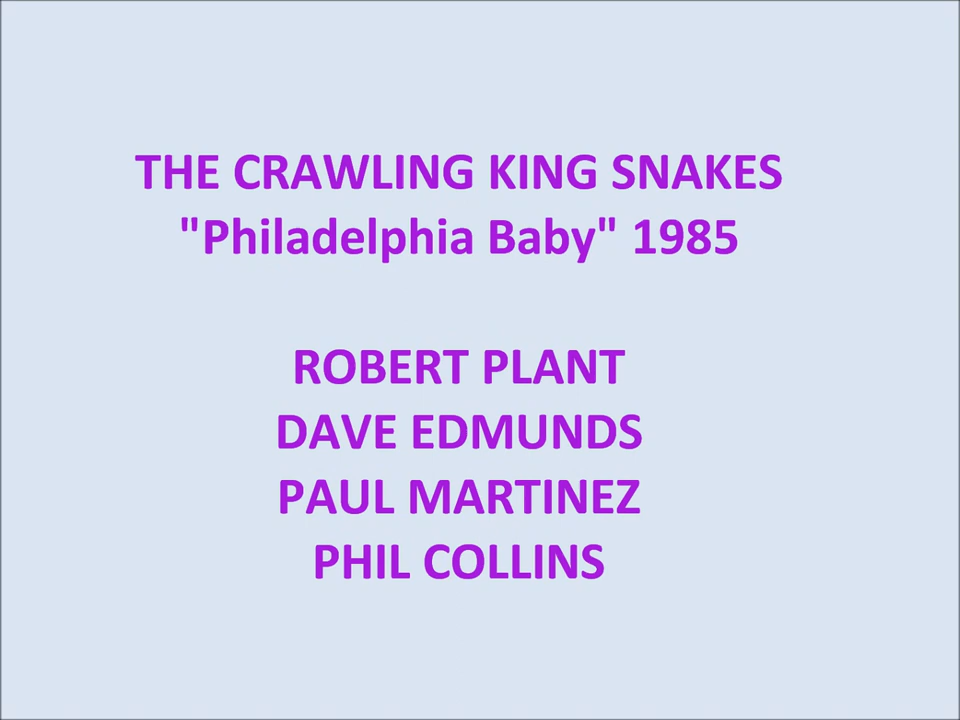 THE CRAWLING KING SNAKES
"Philadelphia Baby" 1985
ROBERT PLANT
DAVE EDMUNDS
PAUL MARTINEZ
PHIL COLLINS